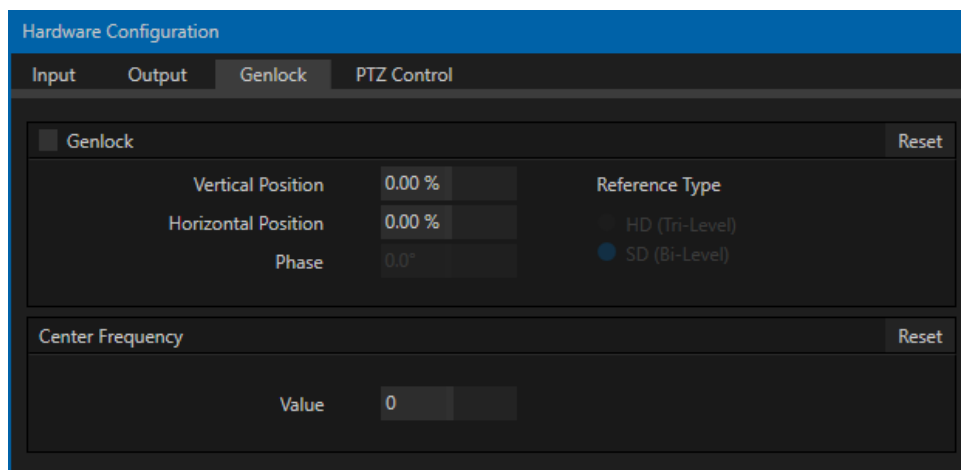 Hardware Configuration
Input Output Genlock PTZ Control
Genlock Reset
Vertical Position 0.00 % Reference Type
Horizontal Position 0.00 % HD (Tri-Level)
Phase 0.0° SD (Bi-Level)
Center Frequency Reset
Value 0